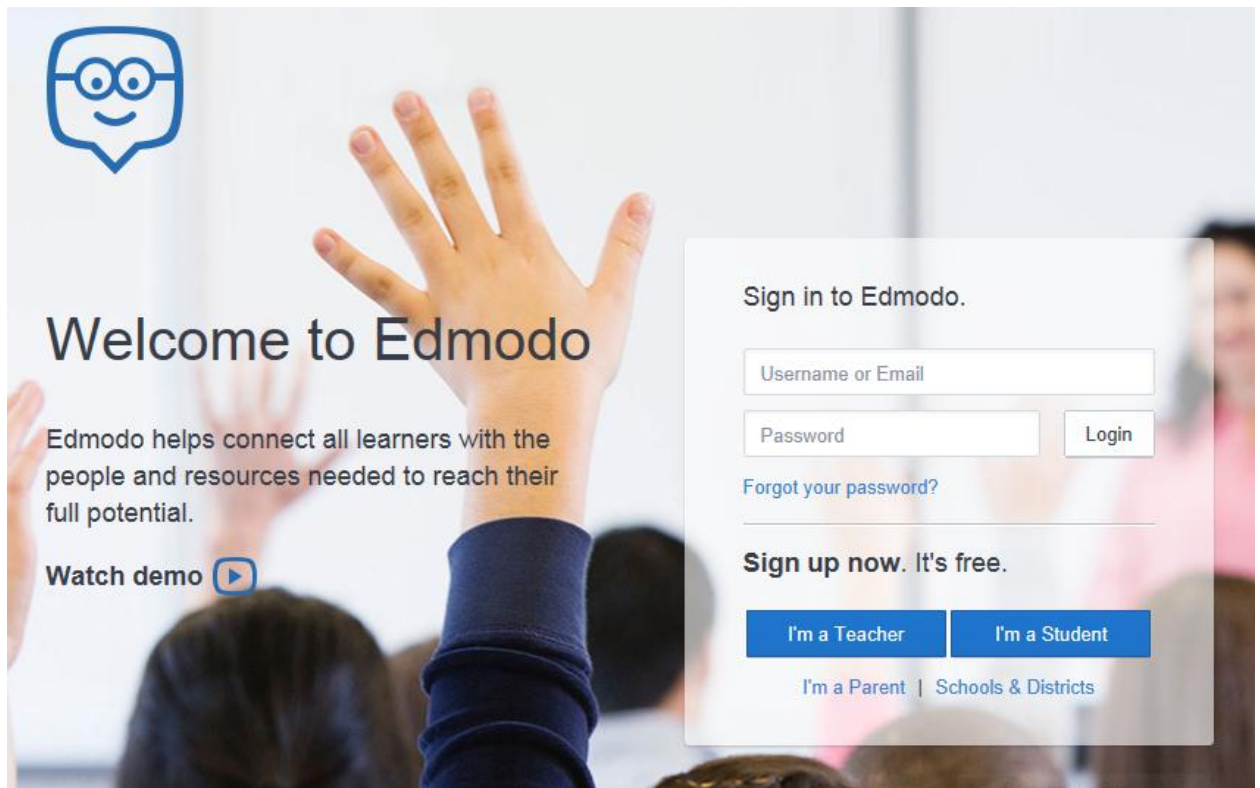 Welcome to Edmodo
Edmodo helps connect all learners with the
people and resources needed to reach their
full potential.
Watch demo
Sign in to Edmodo.
Username or Email
Password
Login
Forgot your password?
Sign up now. It's free.
I'm a Teacher
I'm a Student
I'm a Parent | Schools & Districts